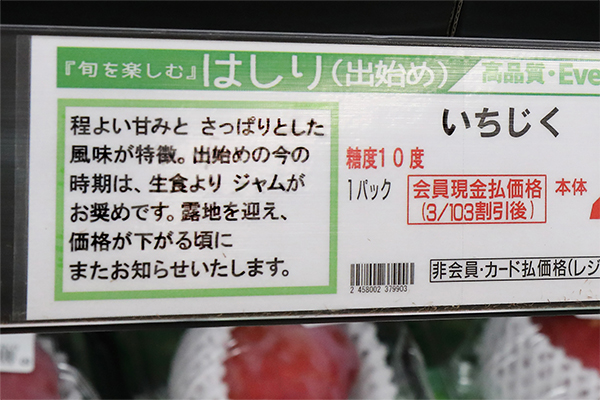 『旬を楽しむ』はしり(出始め) 高品質・Eve
程よい甘みと さっぱりとした
風味が特徴。出始めの今の
時期は、生食より ジャムが
お奨めです。露地を迎え、
価格が下がる頃に
またお知らせいたします。
いちじく
糖度10度
1パック
会員現金払価格
(3/103割引後)
本体
2 458002 379903
非会員・カード払価格(レジ